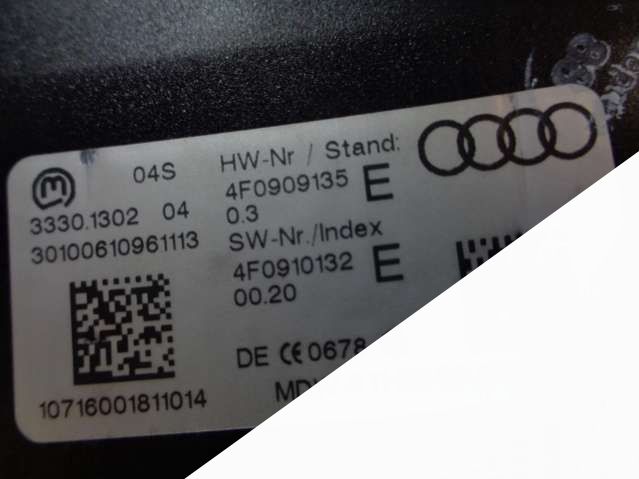 04S
3330.1302 04
30100610961113
10716001811014
HW-Nr / Stand:
4F0909135 E
0.3
SW-Nr./Index
4F0910132 E
00.20
DE CE 0678